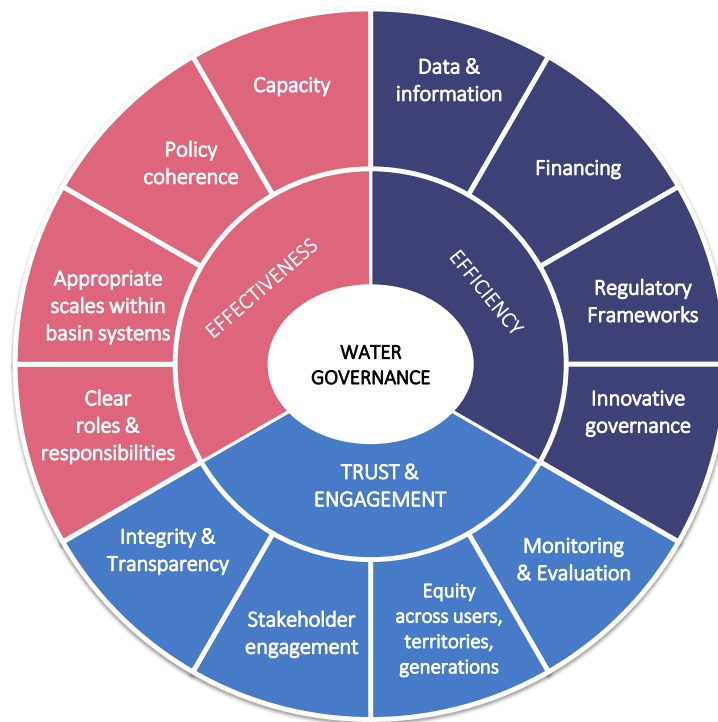 Capacity
Data &
information
Policy
coherence
Financing
Appropriate
scales within
basin systems
Regulatory
Frameworks
Clear
roles &
responsibilities
Innovative
governance
EFFECTIVENESS
EFFICIENCY
WATER
GOVERNANCE
TRUST &
ENGAGEMENT
Integrity &
Transparency
Stakeholder
engagement
Equity
across users,
territories,
generations
Monitoring
& Evaluation